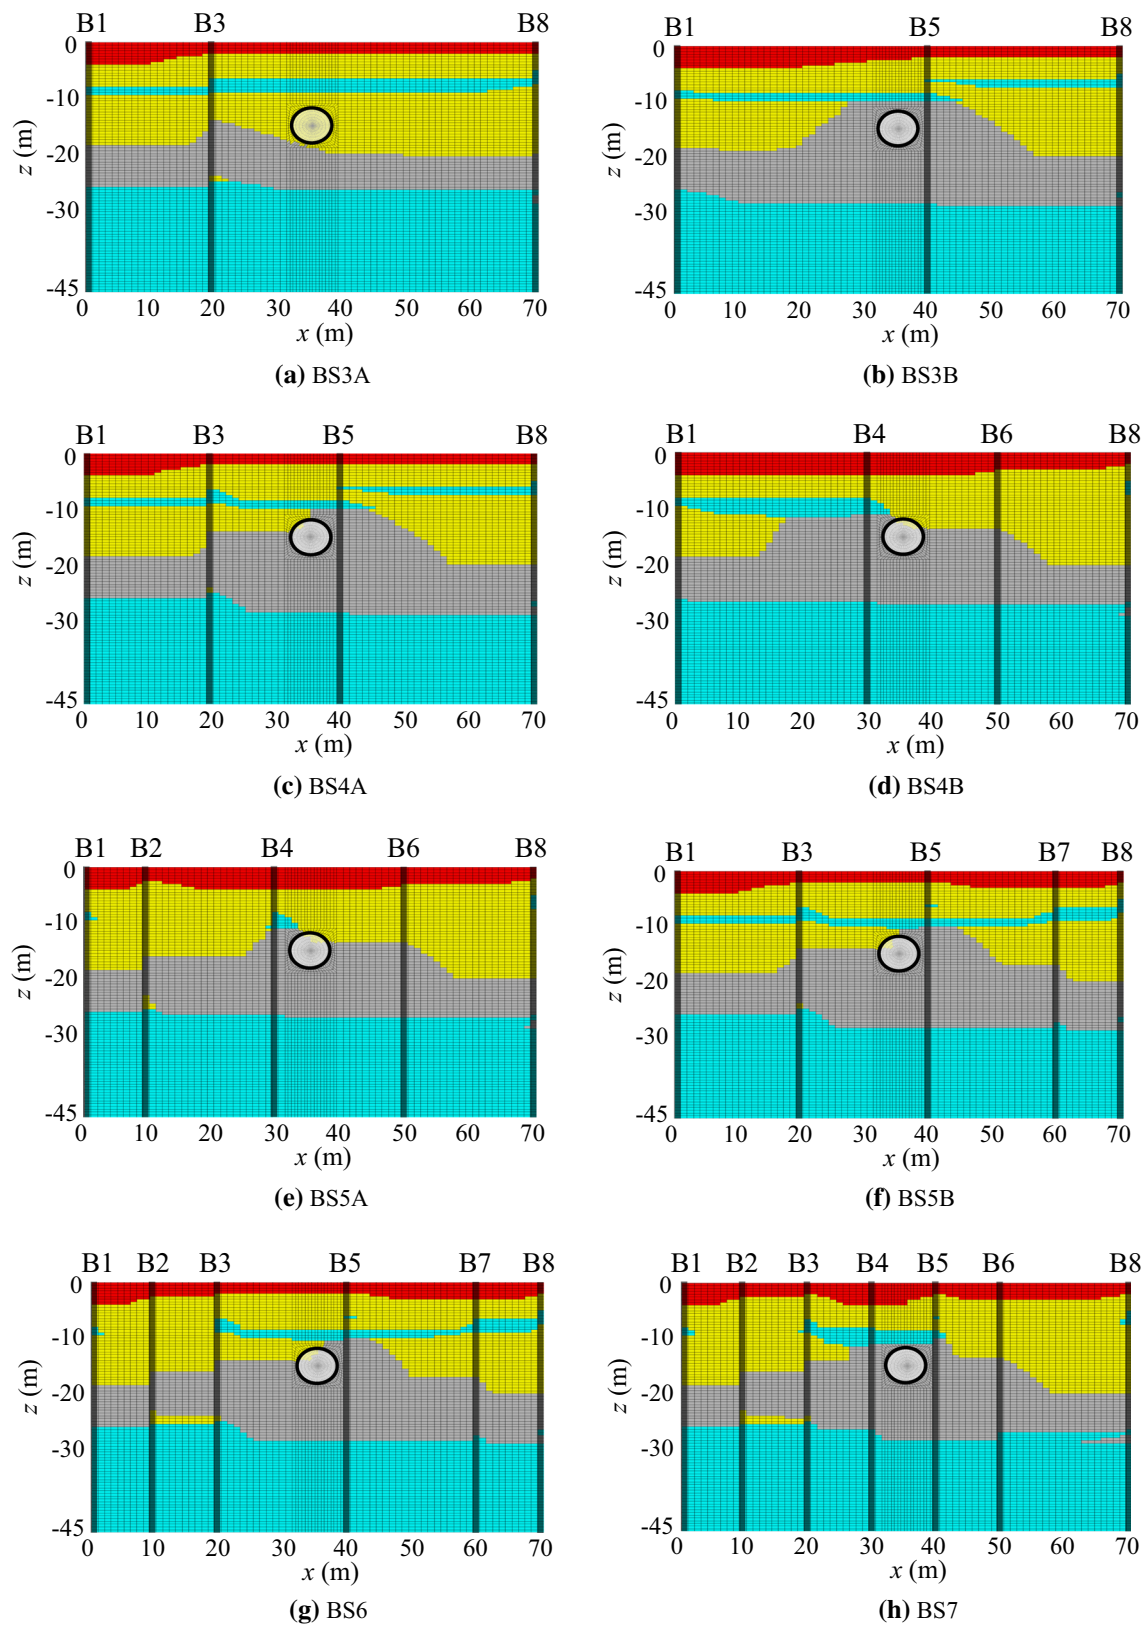 B1 B3 B8
0
-10
-20
-30
-45
z (m)
0 10 20 30 40 50 60 70
x (m)
(a) BS3A
B1 B5 B8
0
-10
-20
-30
-45
z (m)
0 10 20 30 40 50 60 70
x (m)
(b) BS3B
B1 B3 B5 B8
0
-10
-20
-30
-45
z (m)
0 10 20 30 40 50 60 70
x (m)
(c) BS4A
B1 B4 B6 B8
0
-10
-20
-30
-45
z (m)
0 10 20 30 40 50 60 70
x (m)
(d) BS4B
B1 B2 B4 B6 B8
0
-10
-20
-30
-45
z (m)
0 10 20 30 40 50 60 70
x (m)
(e) BS5A
B1 B3 B5 B7 B8
0
-10
-20
-30
-45
z (m)
0 10 20 30 40 50 60 70
x (m)
(f) BS5B
B1 B2 B3 B5 B7 B8
0
-10
-20
-30
-45
z (m)
0 10 20 30 40 50 60 70
x (m)
(g) BS6
B1 B2 B3 B4 B5 B6 B8
0
-10
-20
-30
-45
z (m)
0 10 20 30 40 50 60 70
x (m)
(h) BS7